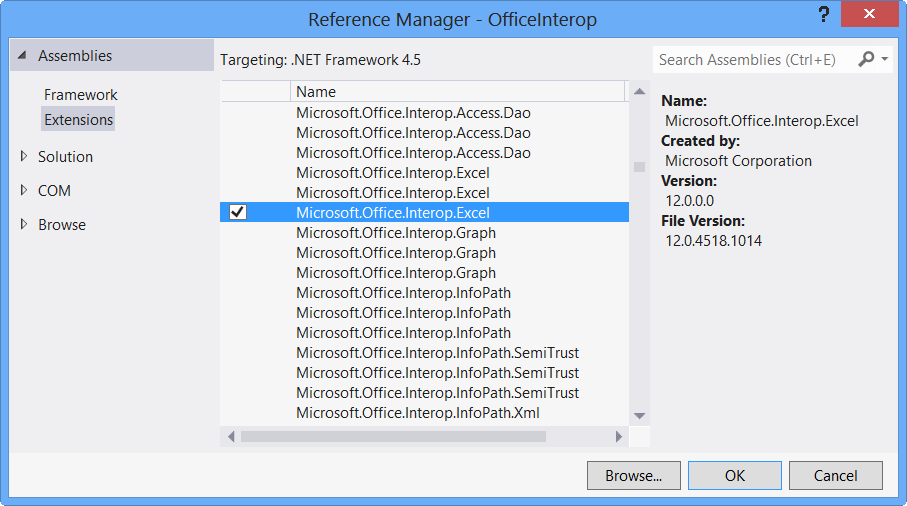 Reference Manager - OfficeInterop
?
Assemblies
Framework
Extensions
Solution
COM
Browse
Targeting: .NET Framework 4.5
Search Assemblies (Ctrl+E)
Name
Microsoft.Office.Interop.Access.Dao
Microsoft.Office.Interop.Access.Dao
Microsoft.Office.Interop.Access.Dao
Microsoft.Office.Interop.Excel
Microsoft.Office.Interop.Excel
Microsoft.Office.Interop.Excel
Microsoft.Office.Interop.Graph
Microsoft.Office.Interop.Graph
Microsoft.Office.Interop.Graph
Microsoft.Office.Interop.InfoPath
Microsoft.Office.Interop.InfoPath
Microsoft.Office.Interop.InfoPath
Microsoft.Office.Interop.InfoPath.SemiTrust
Microsoft.Office.Interop.InfoPath.SemiTrust
Microsoft.Office.Interop.InfoPath.SemiTrust
Microsoft.Office.Interop.InfoPath.Xml
Name:
Microsoft.Office.Interop.Excel
Created by:
Microsoft Corporation
Version:
12.0.0.0
File Version:
12.0.4518.1014
Browse...
OK
Cancel